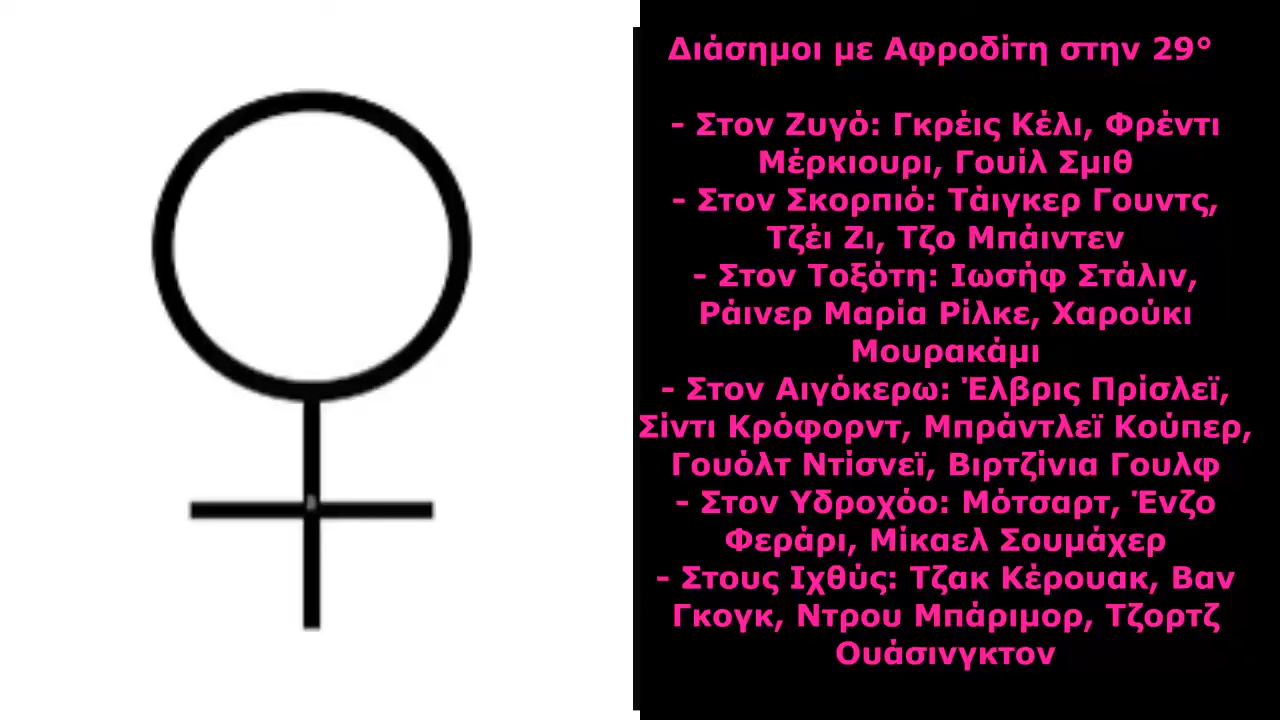 Διάσημοι με Αφροδίτη στην 29°
- Στον Ζυγό: Γκρέις Κέλι, Φρέντι
Μέρκιουρι, Γουίλ Σμιθ
- Στον Σκορπιό: Τάιγκερ Γουντς,
Τζέι Ζι, Τζο Μπάιντεν
- Στον Τοξότη: Ιωσήφ Στάλιν,
Ράινερ Μαρία Ρίλκε, Χαρούκι
Μουρακάμι
- Στον Αιγόκερω: Έλβρις Πρίσλεϊ,
Σίντι Κρόφορντ, Μπράντλεϊ Κούπερ,
Γουόλτ Ντίσνεϊ, Βιρτζίνια Γουλφ
- Στον Υδροχόο: Μότσαρτ, Ένζο
Φεράρι, Μίκαελ Σουμάχερ
- Στους Ιχθύς: Τζακ Κέρουακ, Βαν
Γκογκ, Ντρου Μπάριμορ, Τζορτζ
Ουάσινγκτον